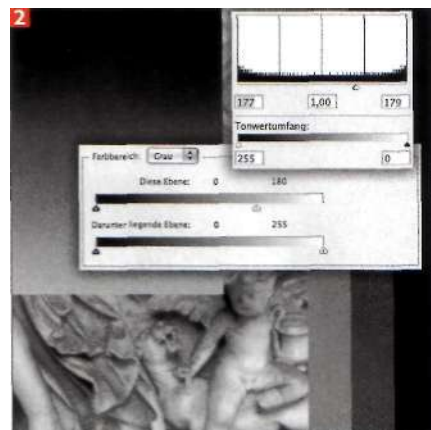 2
177 1,00 179
Tonwertumfang:
255 0
Farbbereich: Grau
Diese Ebene: 0 180
Darunter liegende Ebene: 0 255